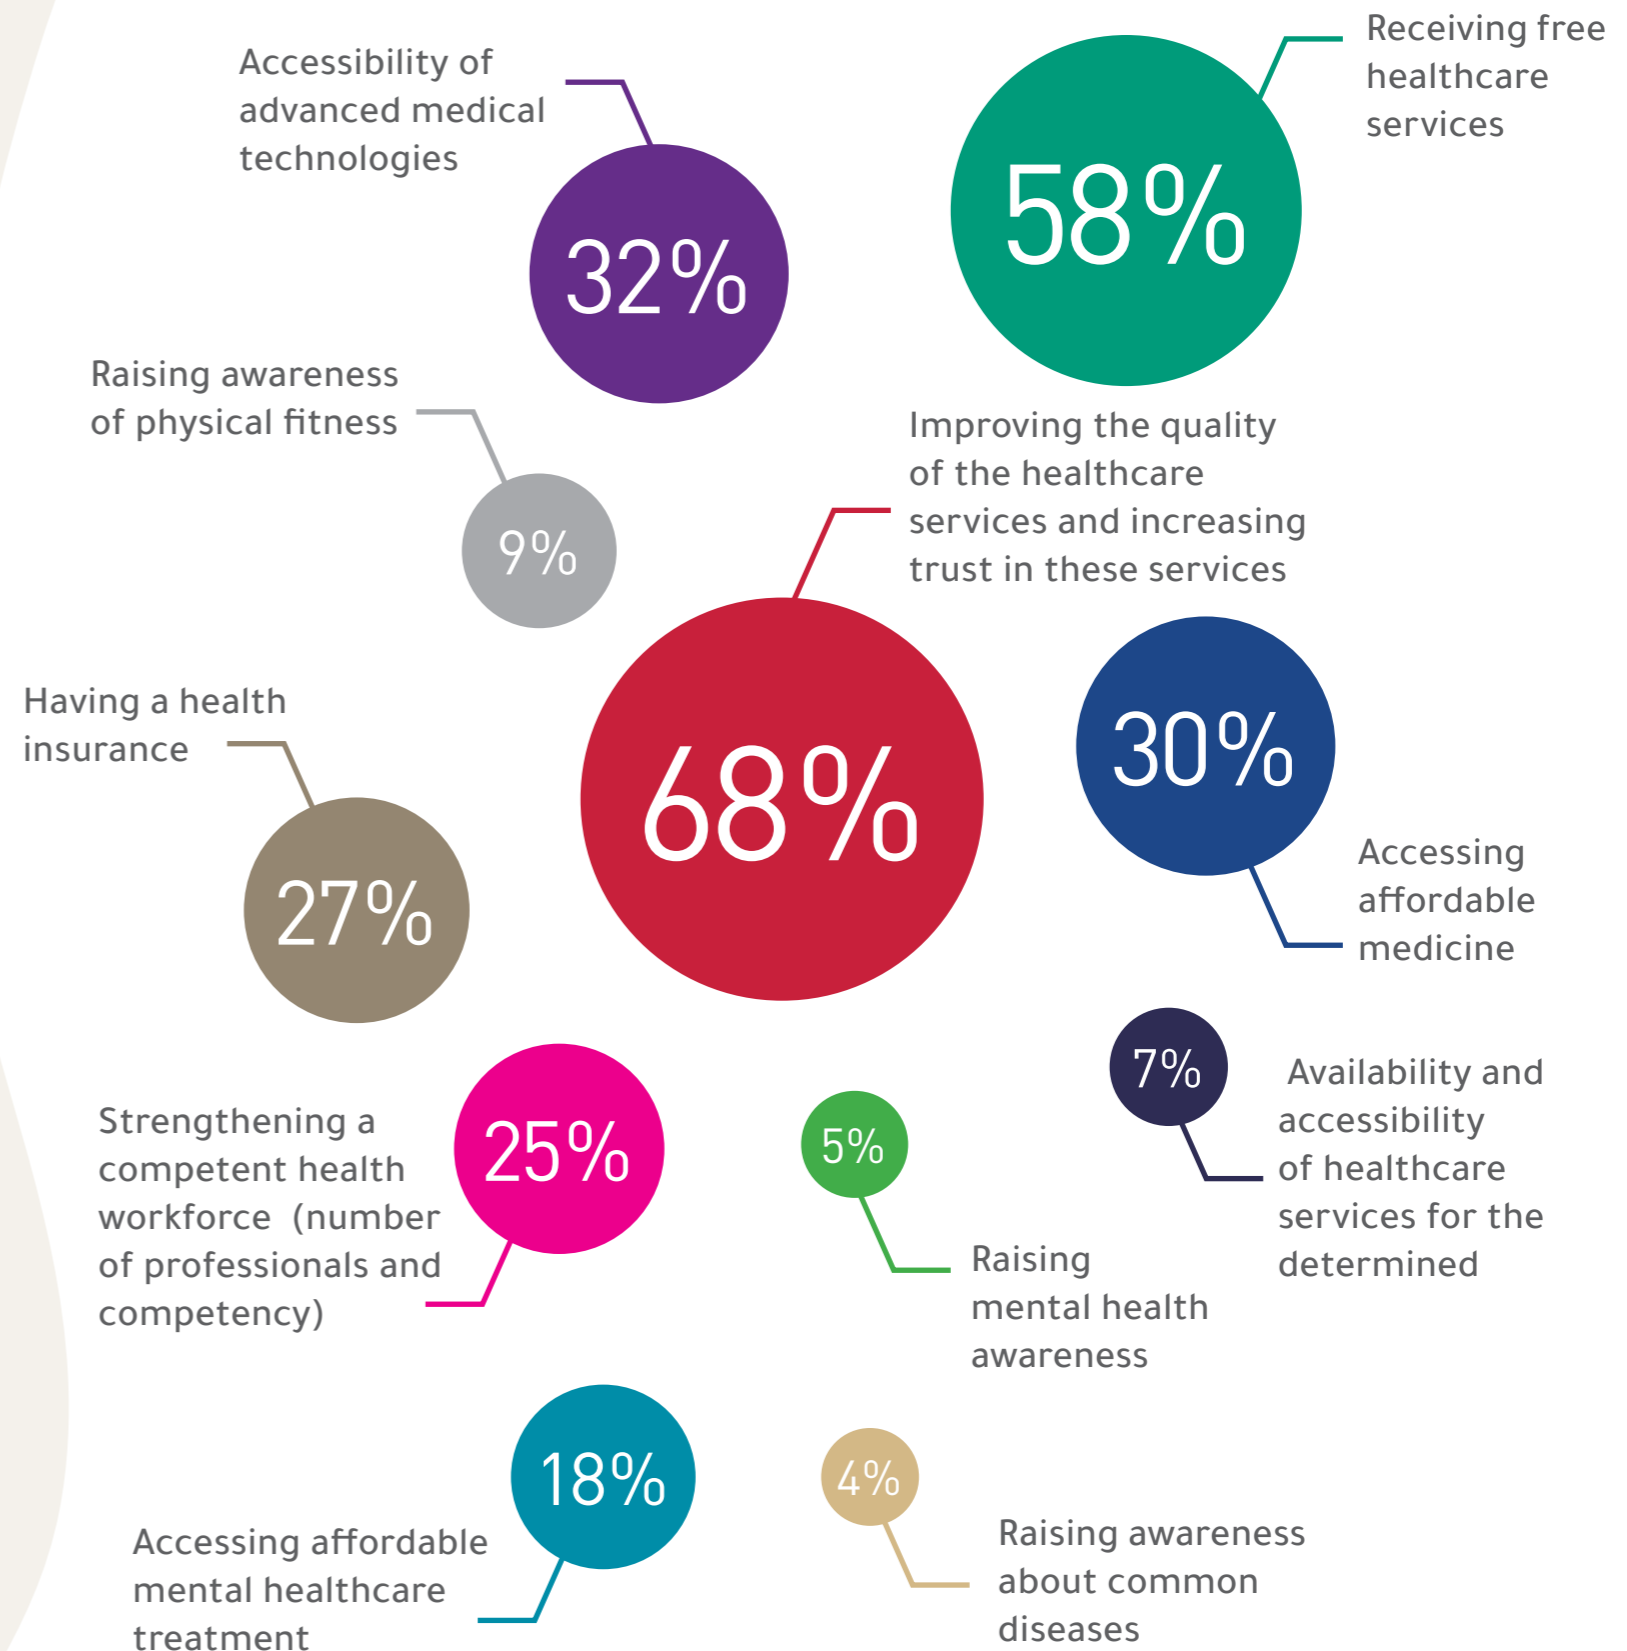 Accessibility of
advanced medical
technologies
32%
Receiving free
healthcare
services
58%
Raising awareness
of physical fitness
9%
Improving the quality
of the healthcare
services and increasing
trust in these services
68%
30%
Accessing
affordable
medicine
Having a health
insurance
27%
7%
Availability and
accessibility
of healthcare
services for the
determined
Strengthening a
competent health
workforce (number
of professionals and
competency)
25%
5%
Raising
mental health
awareness
18%
Accessing affordable
mental healthcare
treatment
4%
Raising awareness
about common
diseases